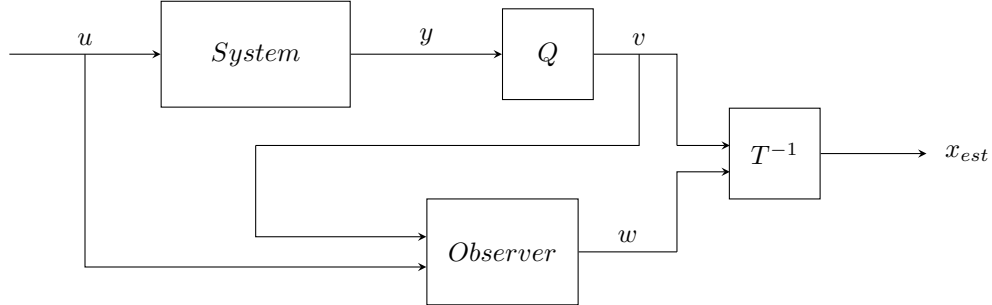 u
System
y
Q
v
T⁻¹
x_{est}
Observer
w